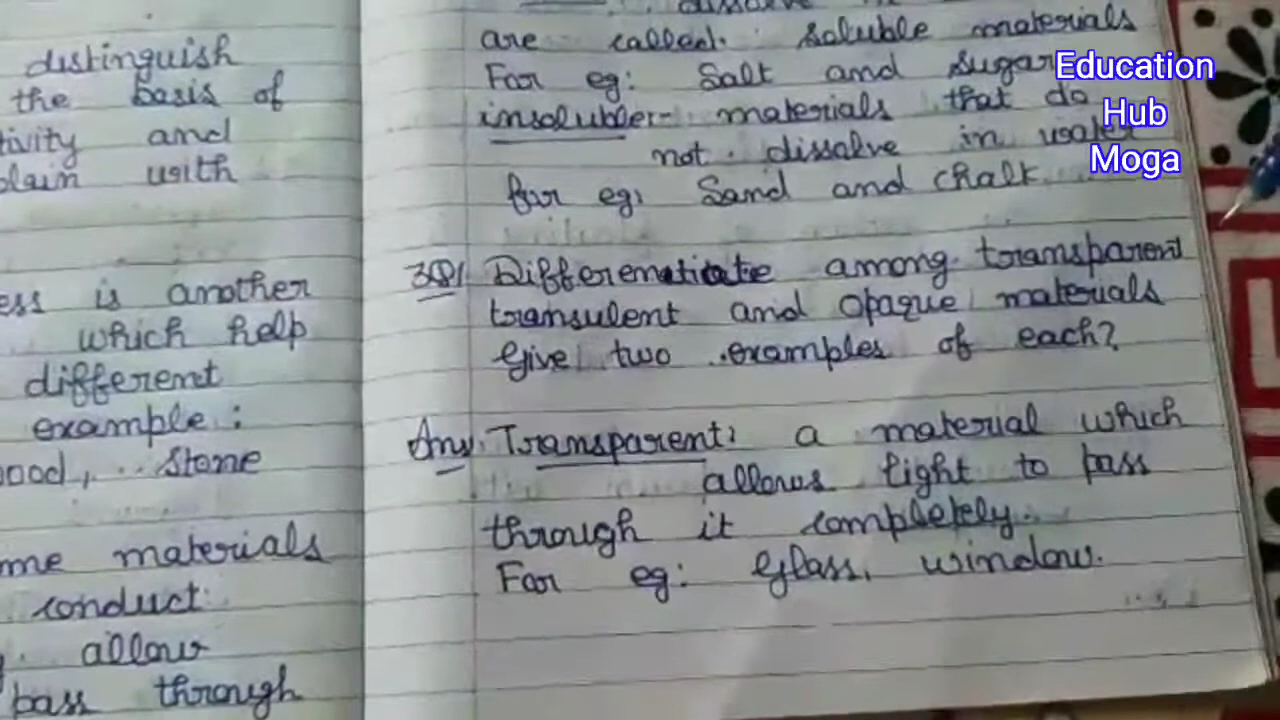 distinguish
the basis of
tivity and
plain with
ess is another
which help
different
example:
ood, stone
me materials
conduct
allow
pass through
dissolve in
are called soluble materials
For eg: Salt and Sugar
insoluble:- materials that do
not dissolve in water
for eg: Sand and chalk
3Q1 Differentiate among transparent
transulent and opaque materials
Give two examples of each?
Ans. Transparent: a material which
allows light to pass
through it completely.
For eg: Glass, window.
Education
Hub
Moga